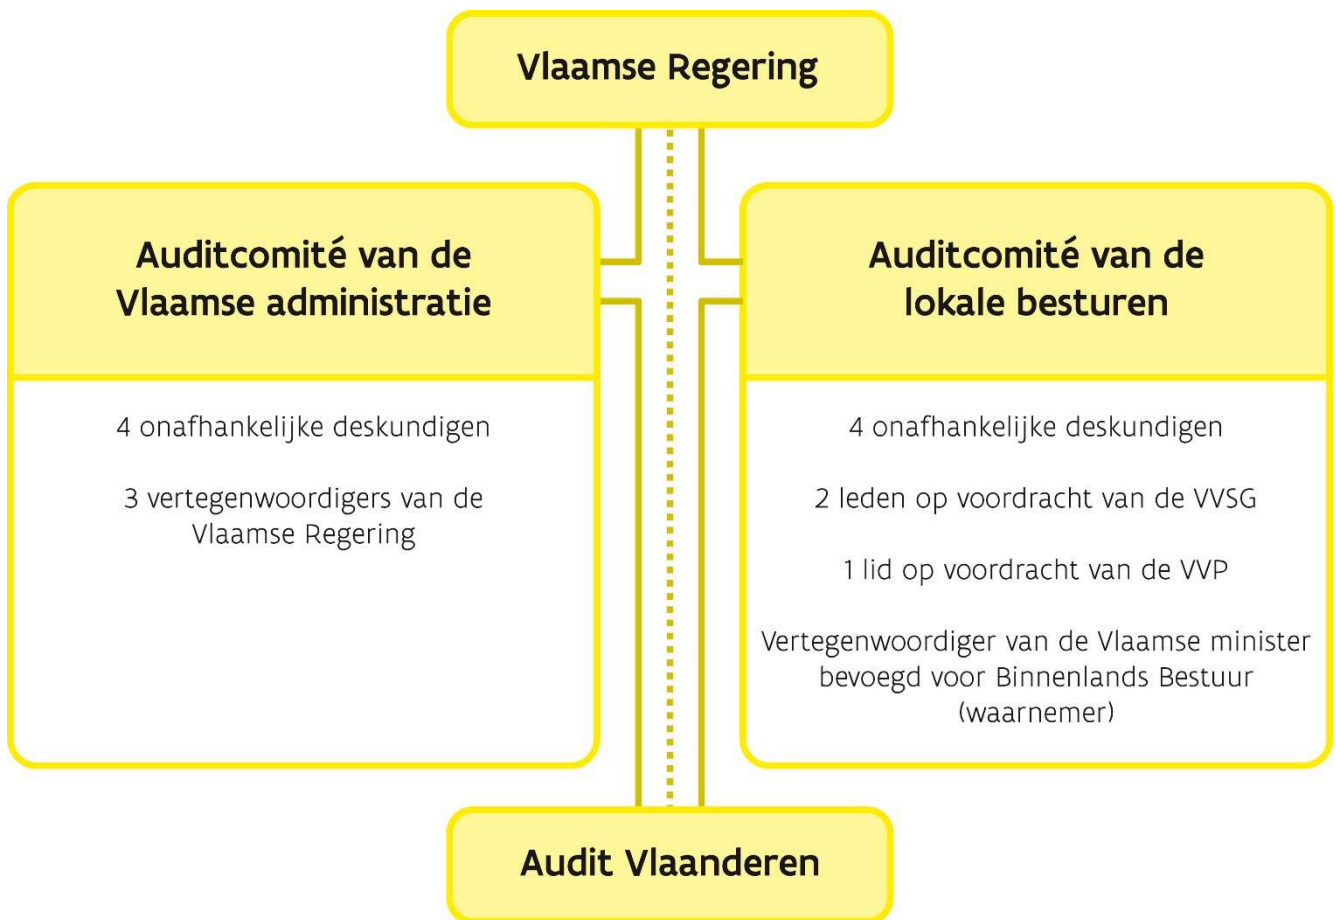 Vlaamse Regering
Auditcomité van de
Vlaamse administratie
4 onafhankelijke deskundigen
3 vertegenwoordigers van de
Vlaamse Regering
Auditcomité van de
lokale besturen
4 onafhankelijke deskundigen
2 leden op voordracht van de VVSG
1 lid op voordracht van de VVP
Vertegenwoordiger van de Vlaamse minister
bevoegd voor Binnenlands Bestuur
(waarnemer)
Audit Vlaanderen